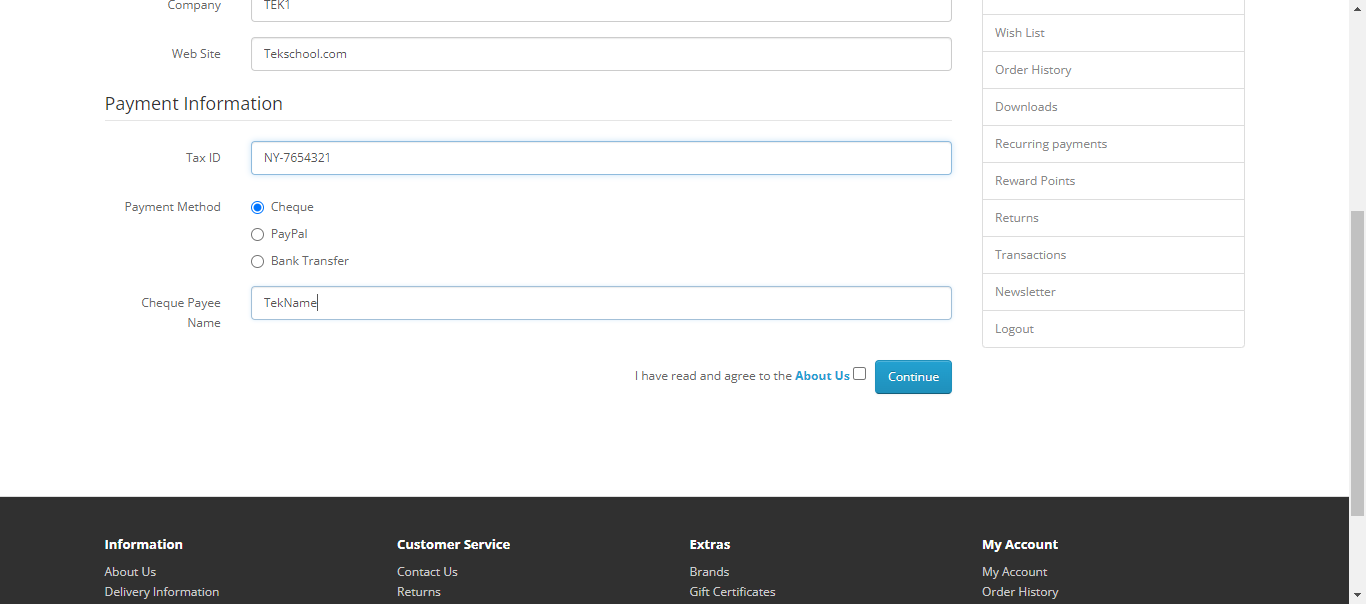 Company TEK1
Web Site Tekschool.com
Payment Information
Tax ID NY-7654321
Payment Method Cheque
PayPal
Bank Transfer
Cheque Payee
Name
TekName
I have read and agree to the About Us Continue
Wish List
Order History
Downloads
Recurring payments
Reward Points
Returns
Transactions
Newsletter
Logout
Information
About Us
Delivery Information
Customer Service
Contact Us
Returns
Extras
Brands
Gift Certificates
My Account
My Account
Order History